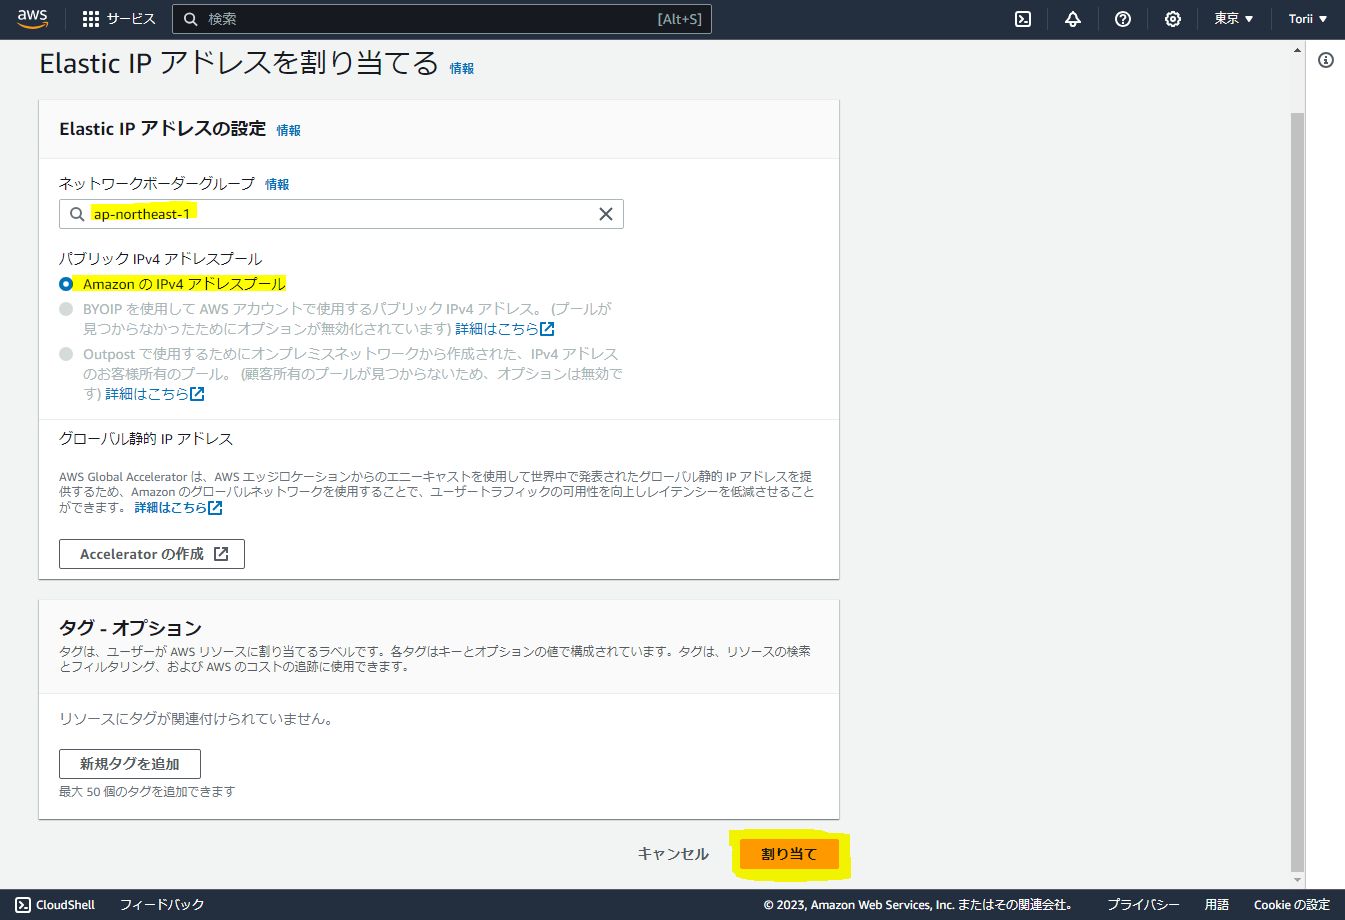 aws
サービス
検索
[Alt+S]
東京 ▼
Torii ▼
Elastic IP アドレスを割り当てる 情報
Elastic IP アドレスの設定 情報
ネットワークボーダーグループ 情報
ap-northeast-1
パブリック IPv4 アドレスプール
Amazon の IPv4 アドレスプール
BYOIP を使用して AWS アカウントで使用するパブリック IPv4 アドレス。 (プールが
見つからなかったためにオプションが無効化されています) 詳細はこちら
Outpost で使用するためにオンプレミスネットワークから作成された、IPv4 アドレス
のお客様所有のプール。 (顧客所有のプールが見つからないため、オプションは無効で
す) 詳細はこちら
グローバル静的 IP アドレス
AWS Global Accelerator は、AWS エッジロケーションからのエニーキャストを使用して世界中で発表されたグローバル静的 IP アドレスを提
供するため、Amazon のグローバルネットワークを使用することで、ユーザートラフィックの可用性を向上しレイテンシーを低減させること
ができます。 詳細はこちら
Accelerator の作成
タグ - オプション
タグは、ユーザーが AWS リソースに割り当てるラベルです。各タグはキーとオプションの値で構成されています。タグは、リソースの検索
とフィルタリング、および AWS のコストの追跡に使用できます。
リソースにタグが関連付けられていません。
新規タグを追加
最大 50 個のタグを追加できます
キャンセル
割り当て
CloudShell
フィードバック
© 2023, Amazon Web Services, Inc. またはその関連会社。
プライバシー
用語
Cookie の設定